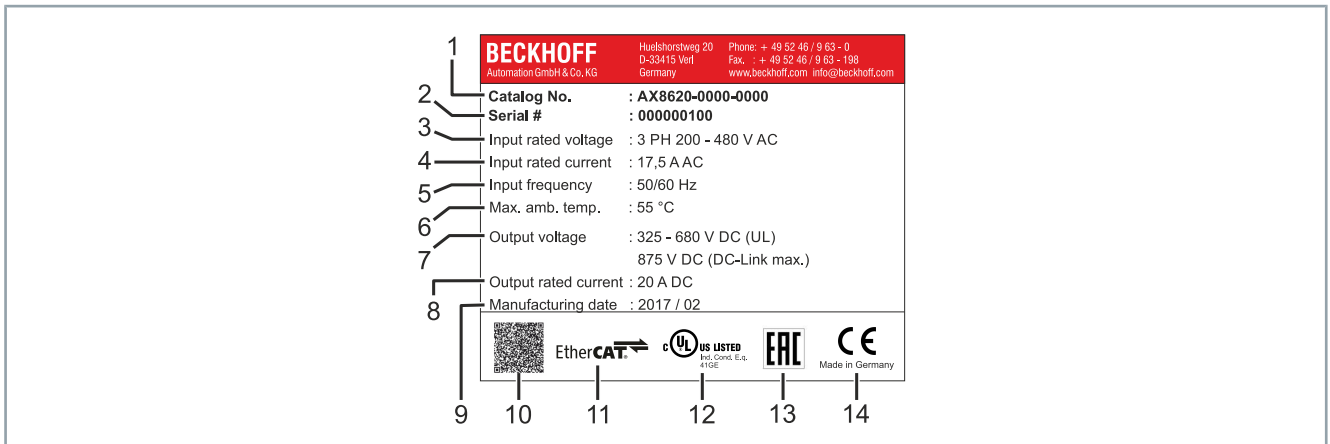 BECKHOFF
Automation GmbH & Co. KG
Huelshorstweg 20
D-33415 Verl
Germany
Phone: + 49 52 46 / 9 63 - 0
Fax. : + 49 52 46 / 9 63 - 198
www.beckhoff.com info@beckhoff.com
1
Catalog No. : AX8620-0000-0000
2
Serial # : 000000100
3
Input rated voltage : 3 PH 200 - 480 V AC
4
Input rated current : 17,5 A AC
5
Input frequency : 50/60 Hz
6
Max. amb. temp. : 55 °C
7
Output voltage : 325 - 680 V DC (UL)
875 V DC (DC-Link max.)
8
Output rated current : 20 A DC
9
Manufacturing date : 2017 / 02
EtherCAT®
C UL US LISTED
Ind. Cond. E.q.
41GE
EAC
CE
Made in Germany
10 11 12 13 14